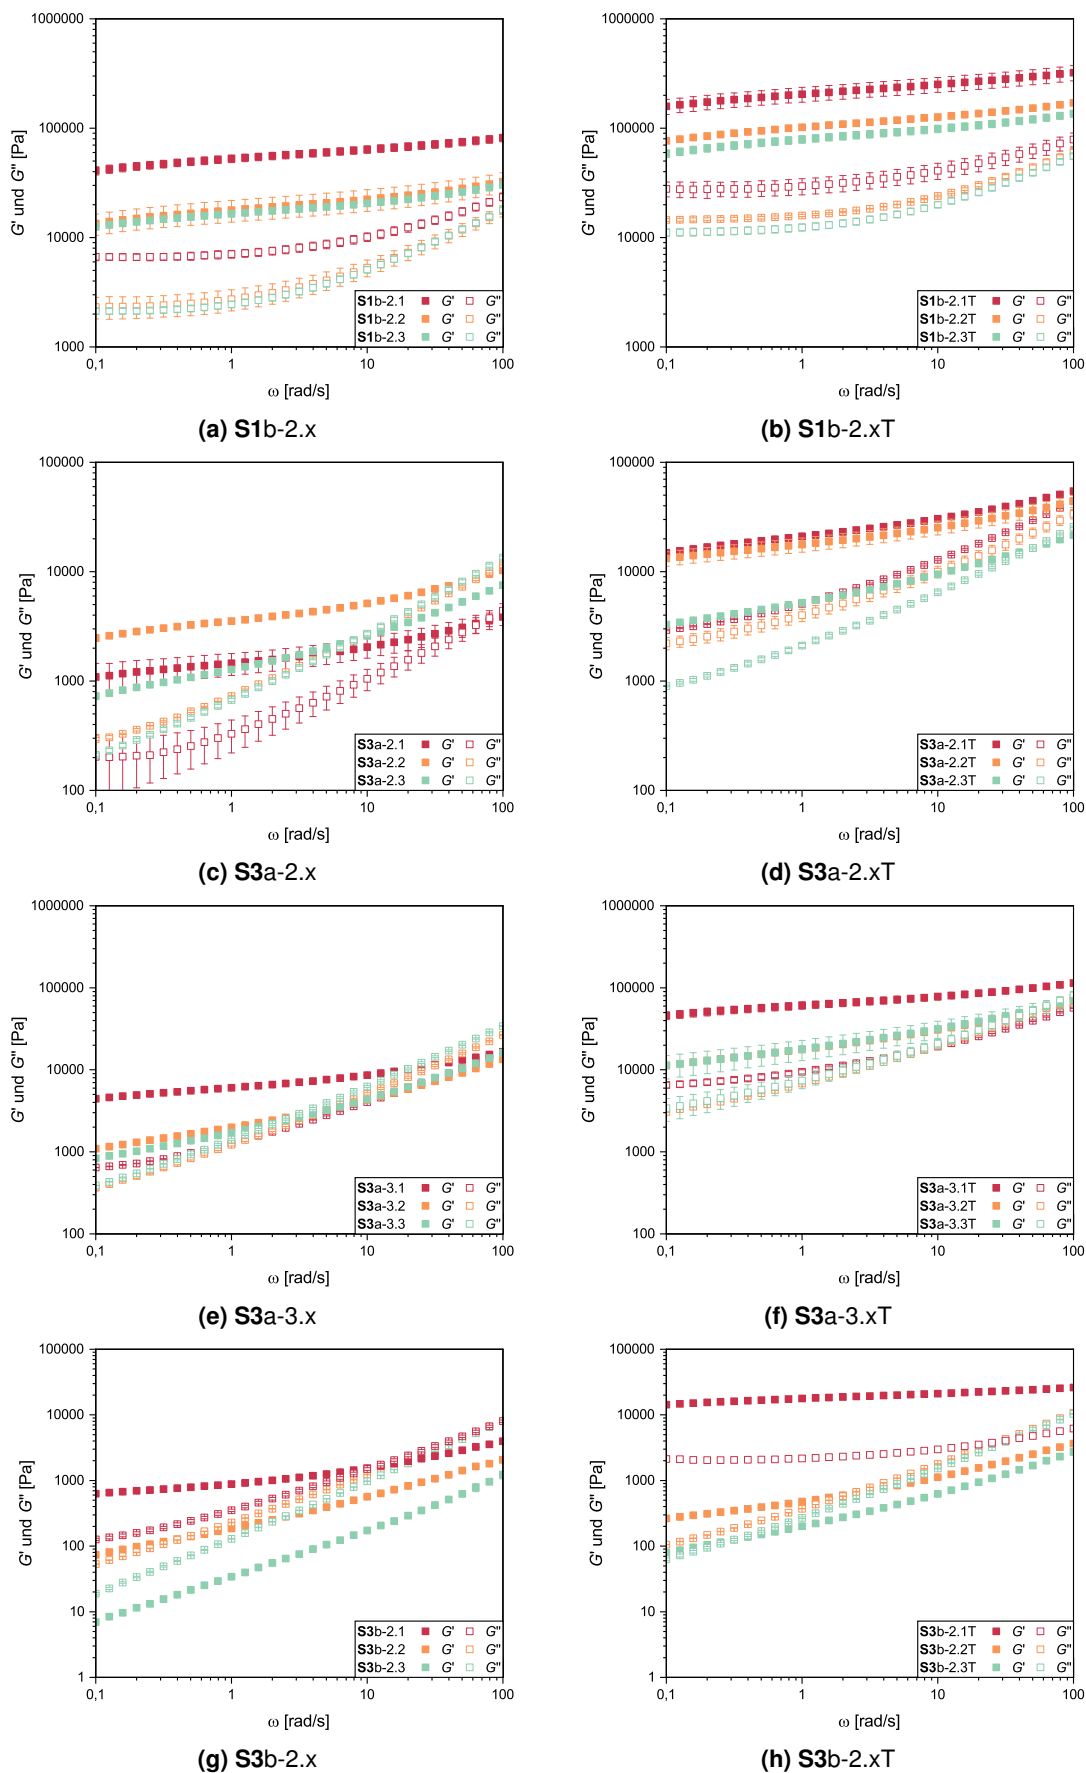 1000000
100000
10000
1000
G' und G'' [Pa]
0,1 1 10 100
ω [rad/s]
S1b-2.1 G' G''
S1b-2.2 G' G''
S1b-2.3 G' G''
(a) S1b-2.x
1000000
100000
10000
1000
G' und G'' [Pa]
0,1 1 10 100
ω [rad/s]
S1b-2.1T G' G''
S1b-2.2T G' G''
S1b-2.3T G' G''
(b) S1b-2.xT
100000
10000
1000
100
G' und G'' [Pa]
0,1 1 10 100
ω [rad/s]
S3a-2.1 G' G''
S3a-2.2 G' G''
S3a-2.3 G' G''
(c) S3a-2.x
100000
10000
1000
100
G' und G'' [Pa]
0,1 1 10 100
ω [rad/s]
S3a-2.1T G' G''
S3a-2.2T G' G''
S3a-2.3T G' G''
(d) S3a-2.xT
1000000
100000
10000
1000
100
G' und G'' [Pa]
0,1 1 10 100
ω [rad/s]
S3a-3.1 G' G''
S3a-3.2 G' G''
S3a-3.3 G' G''
(e) S3a-3.x
1000000
100000
10000
1000
100
G' und G'' [Pa]
0,1 1 10 100
ω [rad/s]
S3a-3.1T G' G''
S3a-3.2T G' G''
S3a-3.3T G' G''
(f) S3a-3.xT
100000
10000
1000
100
10
1
G' und G'' [Pa]
0,1 1 10 100
ω [rad/s]
S3b-2.1 G' G''
S3b-2.2 G' G''
S3b-2.3 G' G''
(g) S3b-2.x
100000
10000
1000
100
10
1
G' und G'' [Pa]
0,1 1 10 100
ω [rad/s]
S3b-2.1T G' G''
S3b-2.2T G' G''
S3b-2.3T G' G''
(h) S3b-2.xT